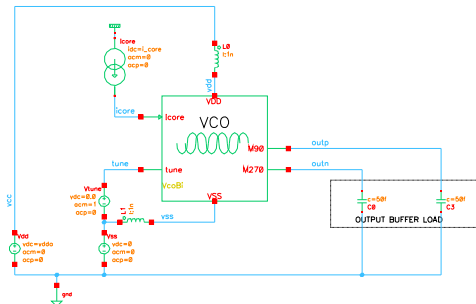 icore
idc=i_core
acm=0
acp=0
L0
l:1n
vdd
icore
VDD
icore
VCO
M90
outp
tune
tune
M270
outn
VcoBi
VSS
Vtune
vdc=0.0
acm=1
acp=0
L1
l:1n
vss
vcc
c=50f
C0
c=50f
C3
OUTPUT BUFFER LOAD
Vdd
vdc=vddo
acm=0
acp=0
Vss
vdc=0
acm=0
acp=0
gnd